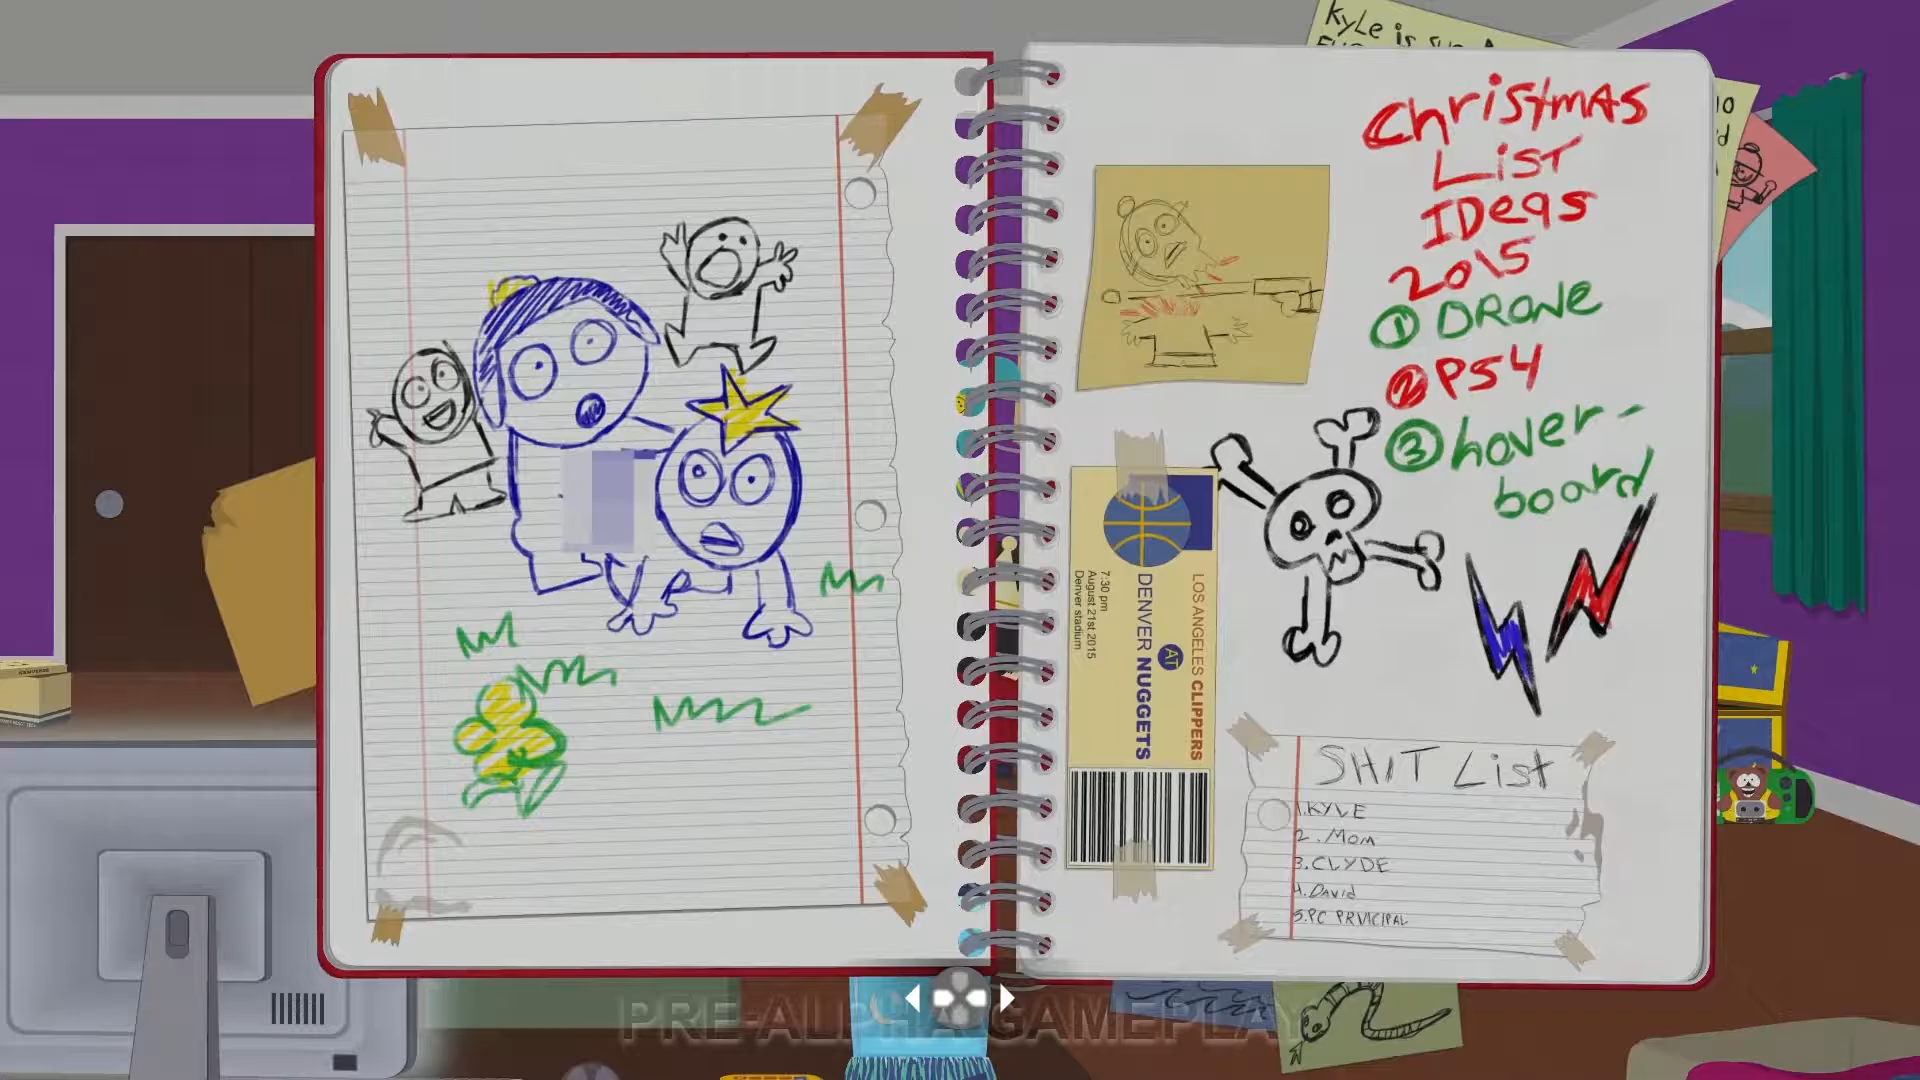 Kyle is
Christmas
List
IDeas
2015
1 DRONE
2 PS4
3 hover-
board
LOS ANGELES CLIPPERS
AT
DENVER NUGGETS
7:30 pm
August 21st 2015
Denver stadium
SHIT List
1.KYLE
2. Mom
3.CLYDE
4.David
5.PC PRVICIPAL
PRE-ALPHA GAMEPLAY